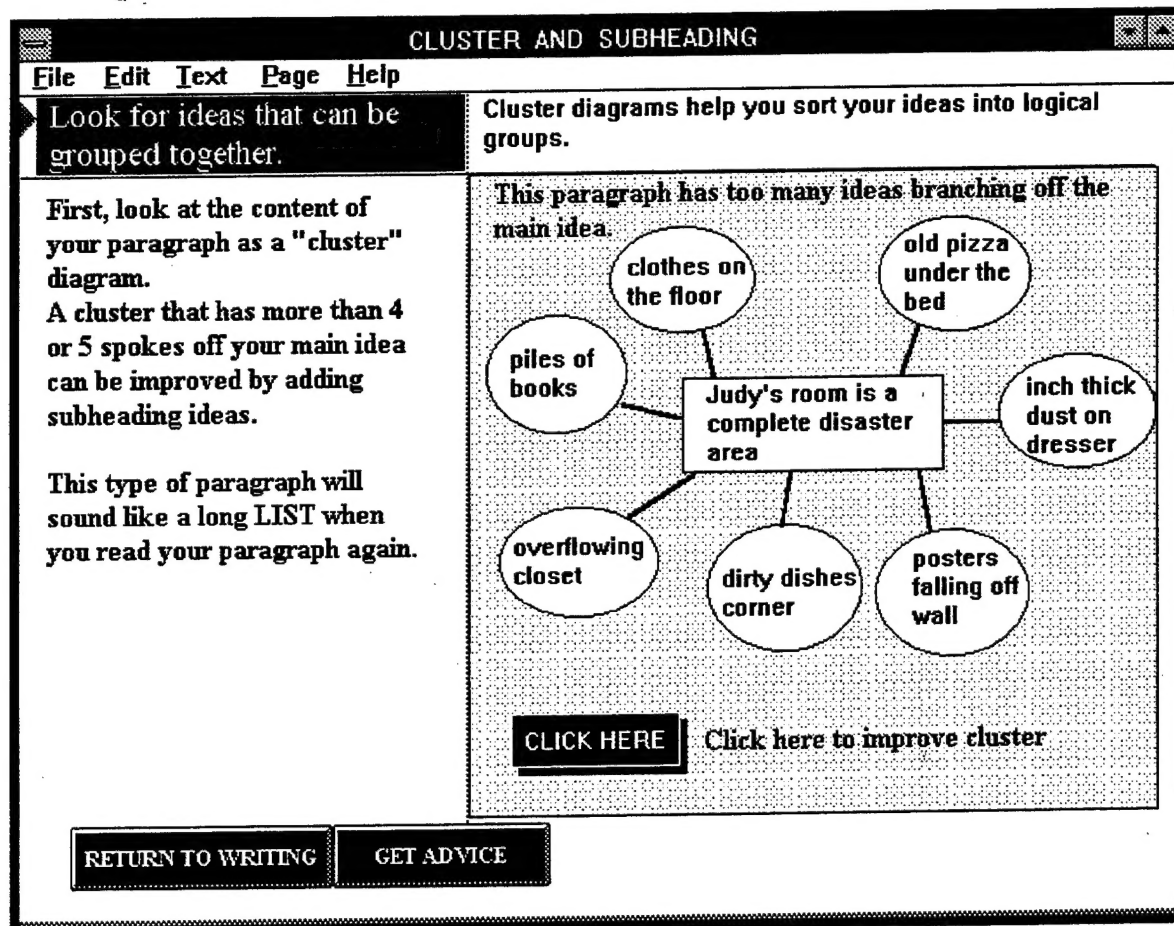 CLUSTER AND SUBHEADING
File Edit Text Page Help
Look for ideas that can be
grouped together.
Cluster diagrams help you sort your ideas into logical
groups.
First, look at the content of
your paragraph as a "cluster"
diagram.
A cluster that has more than 4
or 5 spokes off your main idea
can be improved by adding
subheading ideas.
This type of paragraph will
sound like a long LIST when
you read your paragraph again.
This paragraph has too many ideas branching off the
main idea.
clothes on
the floor
old pizza
under the
bed
piles of
books
Judy's room is a
complete disaster
area
inch thick
dust on
dresser
overflowing
closet
dirty dishes
corner
posters
falling off
wall
CLICK HERE
Click here to improve cluster
RETURN TO WRITING
GET ADVICE